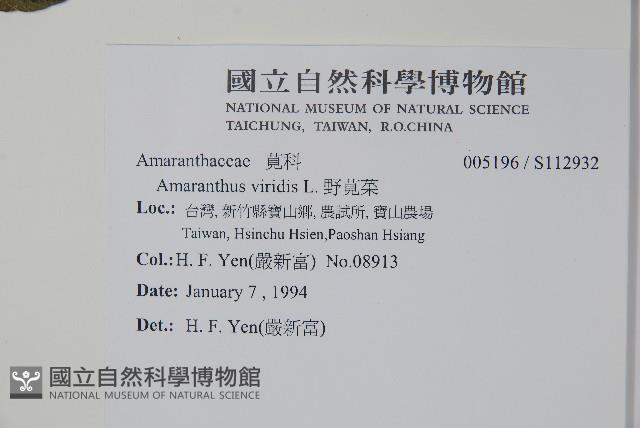 國立自然科學博物館
NATIONAL MUSEUM OF NATURAL SCIENCE
TAICHUNG, TAIWAN, R.O.CHINA
Amaranthaceae 莧科 005196 / S112932
Amaranthus viridis L. 野莧菜
Loc.: 台灣, 新竹縣寶山鄉, 農試所, 寶山農場
Taiwan, Hsinchu Hsien,Paoshan Hsiang
Col.: H. F. Yen(嚴新富) No.08913
Date: January 7 , 1994
Det.: H. F. Yen(嚴新富)
國立自然科學博物館
NATIONAL MUSEUM OF NATURAL SCIENCE